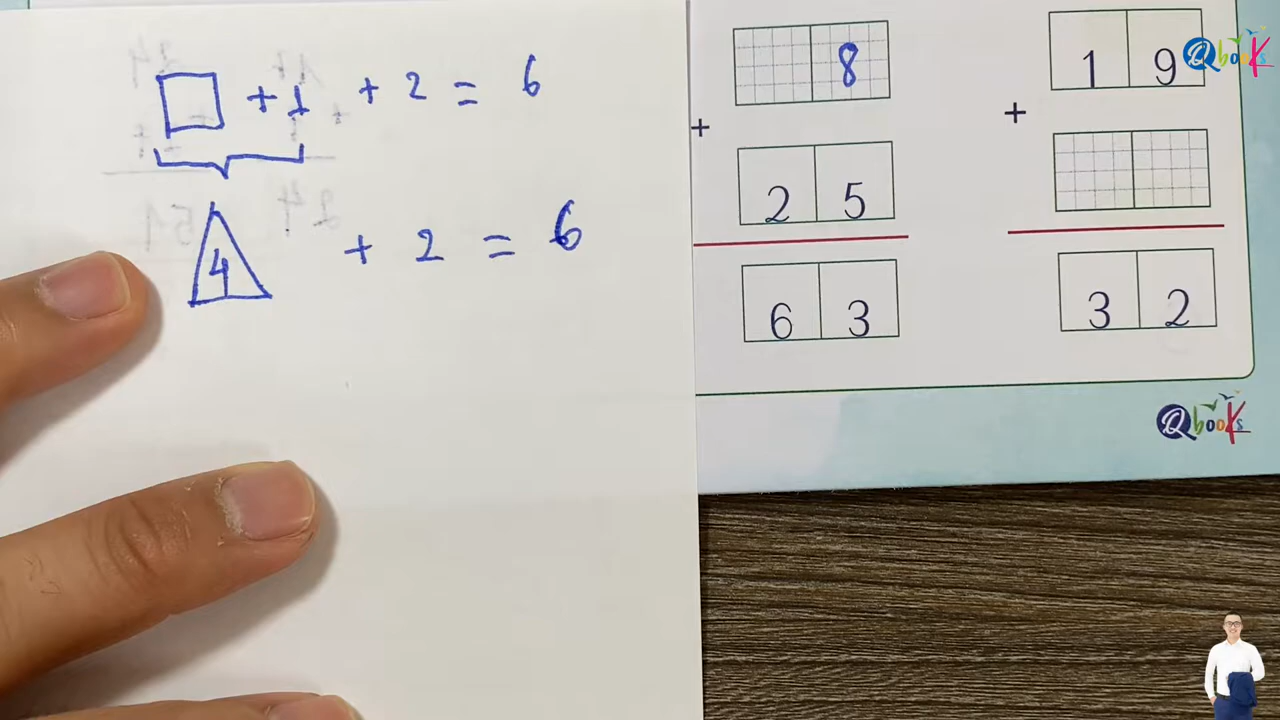 □ + 1 + 2 = 6
4 + 2 = 6
8
+
2 5
6 3
1 9
+
3 2
Qbooks
Qbooks